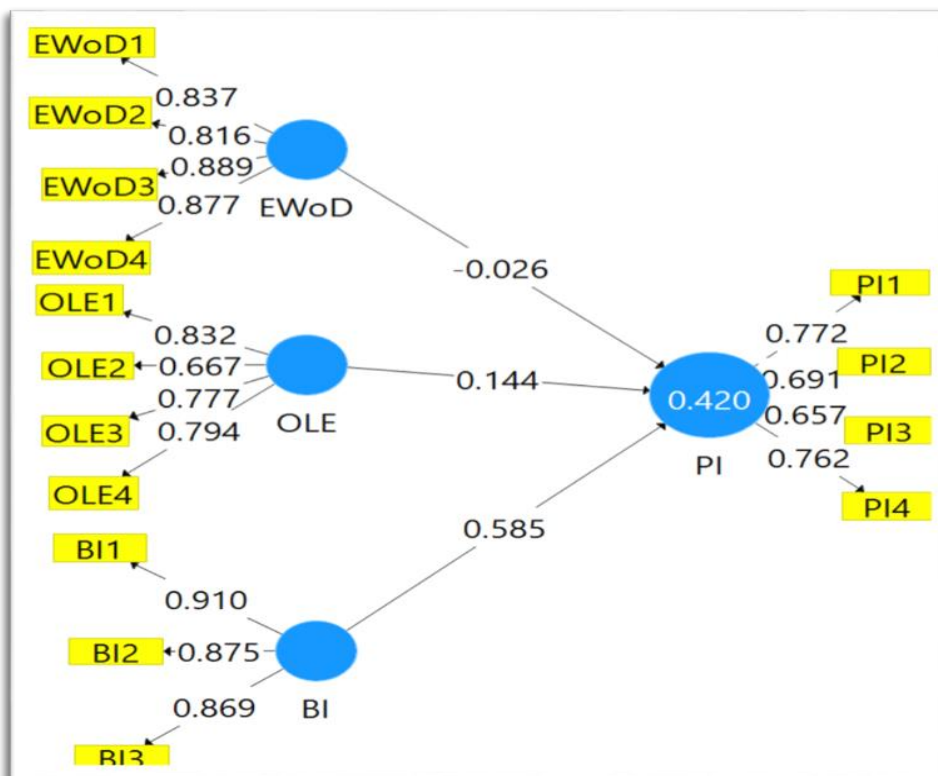 EWoD1
0.837
EWoD2
0.816
0.889
EWoD3
0.877
EWoD
EWoD4
-0.026
OLE1
0.832
OLE2
0.667
0.777
OLE3
0.794
OLE
OLE4
0.144
BI1
0.910
BI2
0.875
0.869
BI
BI3
0.585
0.420
PI
PI1
0.772
PI2
0.691
0.657
PI3
0.762
PI4